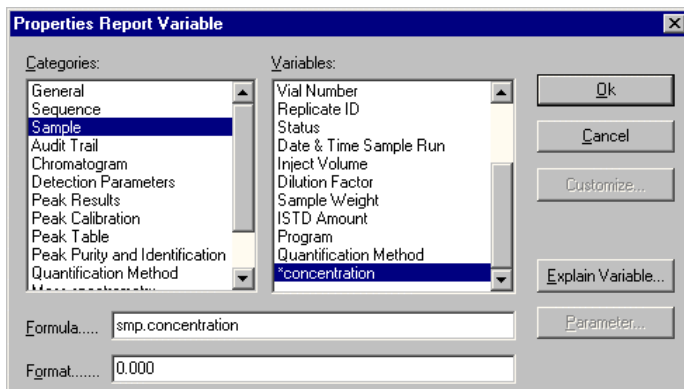 Properties Report Variable
Categories:
General
Sequence
Sample
Audit Trail
Chromatogram
Detection Parameters
Peak Results
Peak Calibration
Peak Table
Peak Purity and Identification
Quantification Method
Variables:
Vial Number
Replicate ID
Status
Date & Time Sample Run
Inject Volume
Dilution Factor
Sample Weight
ISTD Amount
Program
Quantification Method
*concentration
Ok
Cancel
Customize...
Explain Variable...
Parameter...
Formula..... smp.concentration
Format....... 0.000